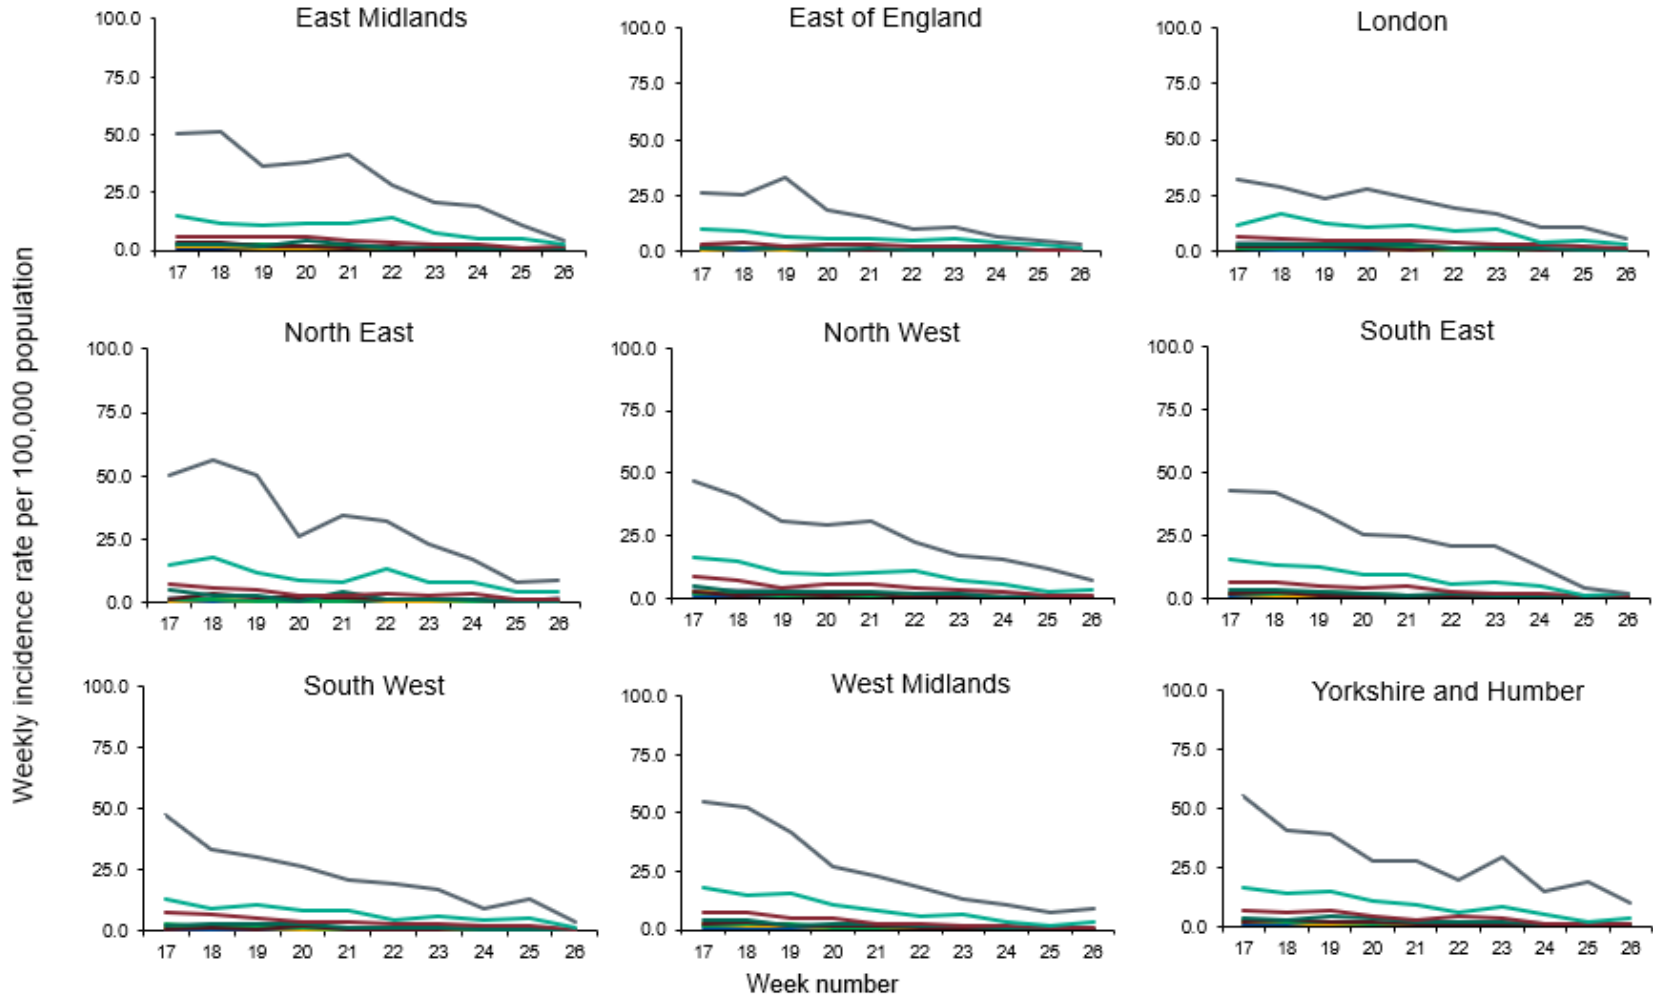 Weekly incidence rate per 100,000 population
East Midlands
100.0
75.0
50.0
25.0
0.0
17 18 19 20 21 22 23 24 25 26
East of England
100.0
75.0
50.0
25.0
0.0
17 18 19 20 21 22 23 24 25 26
London
100.0
75.0
50.0
25.0
0.0
17 18 19 20 21 22 23 24 25 26
North East
100.0
75.0
50.0
25.0
0.0
17 18 19 20 21 22 23 24 25 26
North West
100.0
75.0
50.0
25.0
0.0
17 18 19 20 21 22 23 24 25 26
South East
100.0
75.0
50.0
25.0
0.0
17 18 19 20 21 22 23 24 25 26
South West
100.0
75.0
50.0
25.0
0.0
17 18 19 20 21 22 23 24 25 26
West Midlands
100.0
75.0
50.0
25.0
0.0
17 18 19 20 21 22 23 24 25 26
Yorkshire and Humber
100.0
75.0
50.0
25.0
0.0
17 18 19 20 21 22 23 24 25 26
Week number